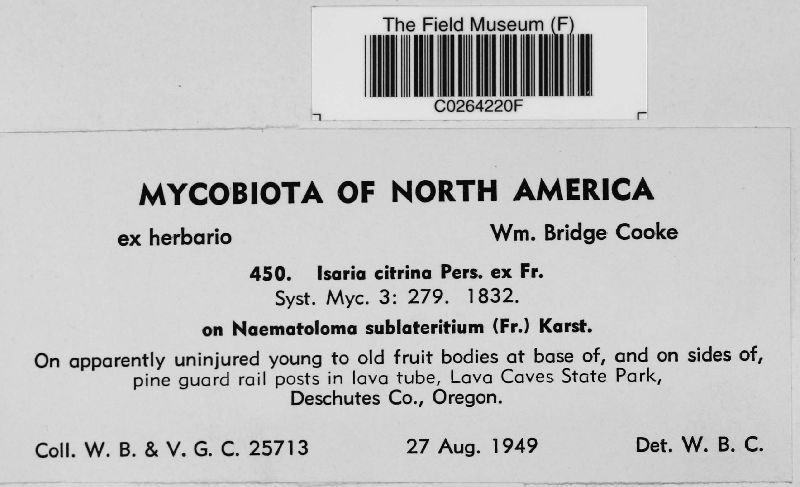 The Field Museum (F)
C0264220F
MYCOBIOTA OF NORTH AMERICA
ex herbario Wm. Bridge Cooke
450. Isaria citrina Pers. ex Fr.
Syst. Myc. 3: 279. 1832.
on Naematoloma sublateritium (Fr.) Karst.
On apparently uninjured young to old fruit bodies at base of, and on sides of,
pine guard rail posts in lava tube, Lava Caves State Park,
Deschutes Co., Oregon.
Coll. W. B. & V. G. C. 25713 27 Aug. 1949 Det. W. B. C.